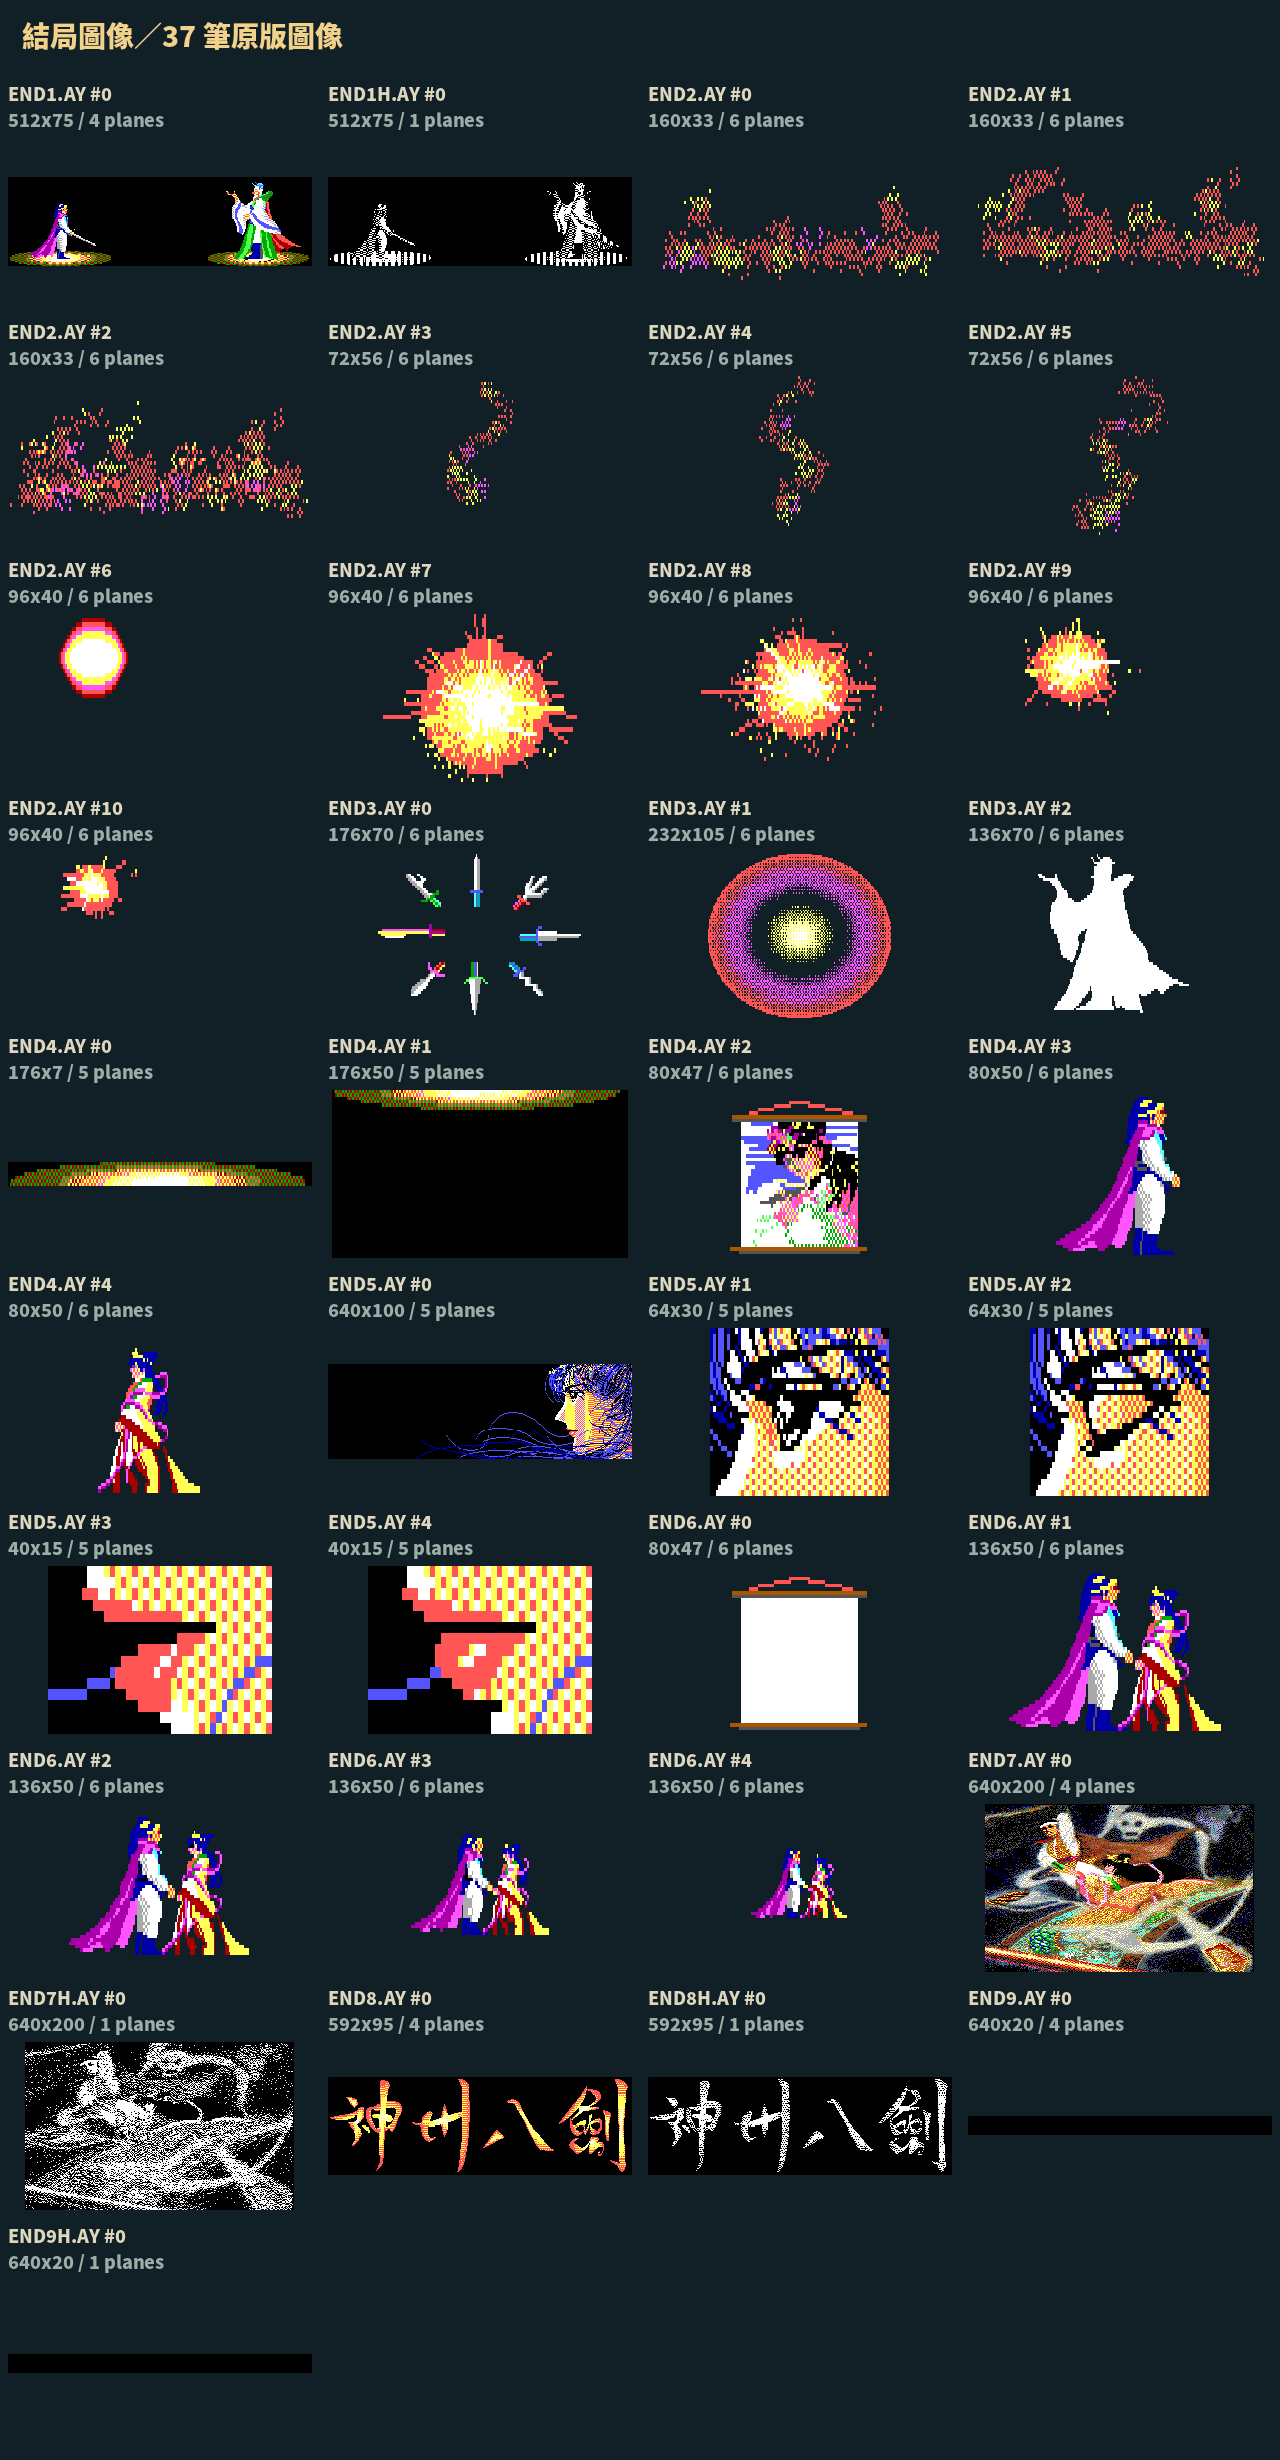 結局圖像／37 筆原版圖像
END1.AY #0
512x75 / 4 planes
END1H.AY #0
512x75 / 1 planes
END2.AY #0
160x33 / 6 planes
END2.AY #1
160x33 / 6 planes
END2.AY #2
160x33 / 6 planes
END2.AY #3
72x56 / 6 planes
END2.AY #4
72x56 / 6 planes
END2.AY #5
72x56 / 6 planes
END2.AY #6
96x40 / 6 planes
END2.AY #7
96x40 / 6 planes
END2.AY #8
96x40 / 6 planes
END2.AY #9
96x40 / 6 planes
END2.AY #10
96x40 / 6 planes
END3.AY #0
176x70 / 6 planes
END3.AY #1
232x105 / 6 planes
END3.AY #2
136x70 / 6 planes
END4.AY #0
176x7 / 5 planes
END4.AY #1
176x50 / 5 planes
END4.AY #2
80x47 / 6 planes
END4.AY #3
80x50 / 6 planes
END4.AY #4
80x50 / 6 planes
END5.AY #0
640x100 / 5 planes
END5.AY #1
64x30 / 5 planes
END5.AY #2
64x30 / 5 planes
END5.AY #3
40x15 / 5 planes
END5.AY #4
40x15 / 5 planes
END6.AY #0
80x47 / 6 planes
END6.AY #1
136x50 / 6 planes
END6.AY #2
136x50 / 6 planes
END6.AY #3
136x50 / 6 planes
END6.AY #4
136x50 / 6 planes
END7.AY #0
640x200 / 4 planes
END7H.AY #0
640x200 / 1 planes
END8.AY #0
592x95 / 4 planes
神州八劍
END8H.AY #0
592x95 / 1 planes
神州八劍
END9.AY #0
640x20 / 4 planes
END9H.AY #0
640x20 / 1 planes